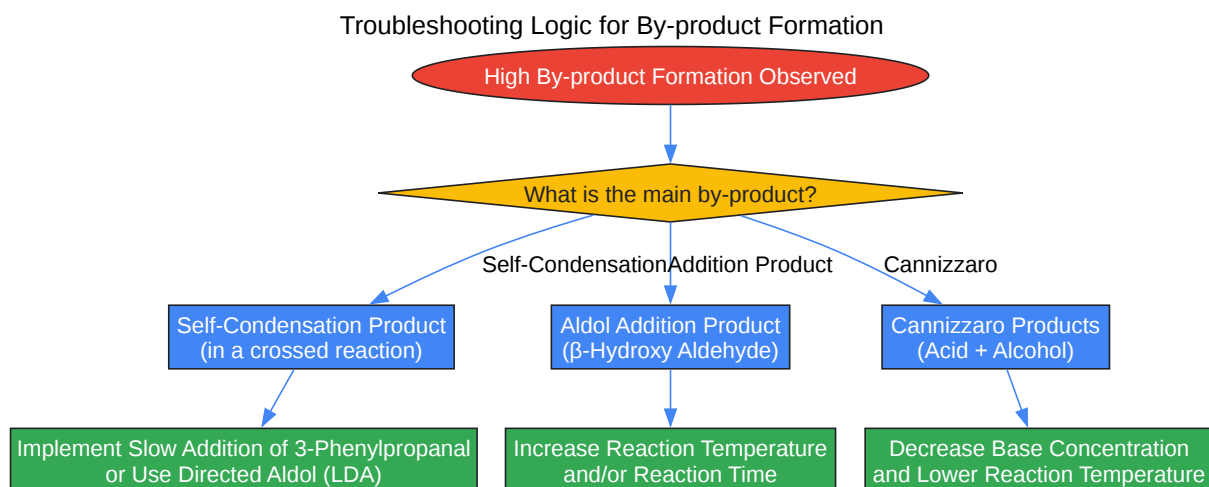 Troubleshooting Logic for By-product Formation
High By-product Formation Observed
What is the main by-product?
Self-Condensation
Addition Product
Cannizzaro
Self-Condensation Product
(in a crossed reaction)
Aldol Addition Product
(β-Hydroxy Aldehyde)
Cannizzaro Products
(Acid + Alcohol)
Implement Slow Addition of 3-Phenylpropanal
or Use Directed Aldol (LDA)
Increase Reaction Temperature
and/or Reaction Time
Decrease Base Concentration
and Lower Reaction Temperature